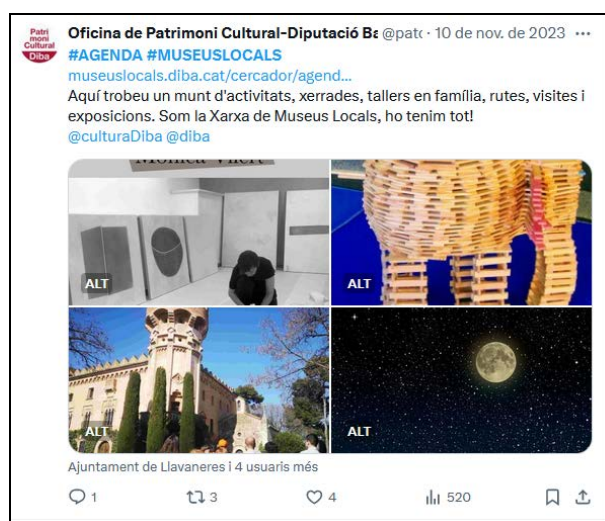 Patri
moni
Cultural
Diba
Oficina de Patrimoni Cultural-Diputació Ba @patc · 10 de nov. de 2023 ···
#AGENDA #MUSEUSLOCALS
museuslocals.diba.cat/cercador/agend…
Aquí trobeu un munt d'activitats, xerrades, tallers en família, rutes, visites i
exposicions. Som la Xarxa de Museus Locals, ho tenim tot!
@culturaDiba @diba
ALT
ALT
ALT
ALT
Ajuntament de Llavaneres i 4 usuaris més
1 3 4 520